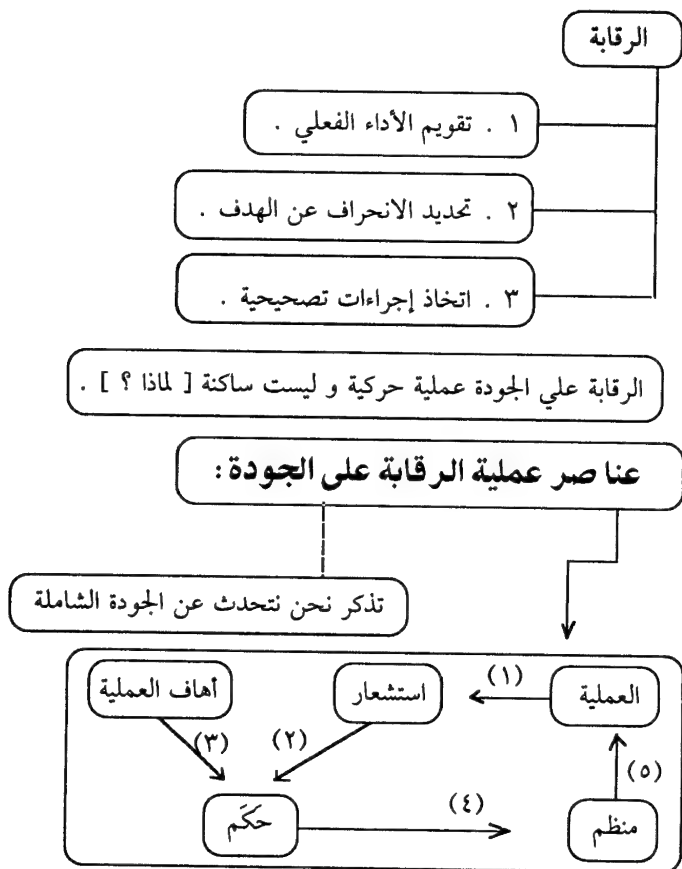 الرقابة
١ . تقويم الأداء الفعلي .
٢ . تحديد الانحراف عن الهدف .
٣ . اتخاذ إجراءات تصحيحية .
الرقابة علي الجودة عملية حركية و ليست ساكنة [ لماذا ؟ ] .
عنا صر عملية الرقابة على الجودة :
تذكر نحن نتحدث عن الجودة الشاملة
العملية
(١)
استشعار
أهاف العملية
(٢)
(٣)
(٥)
(٤)
منظم
حَكَم